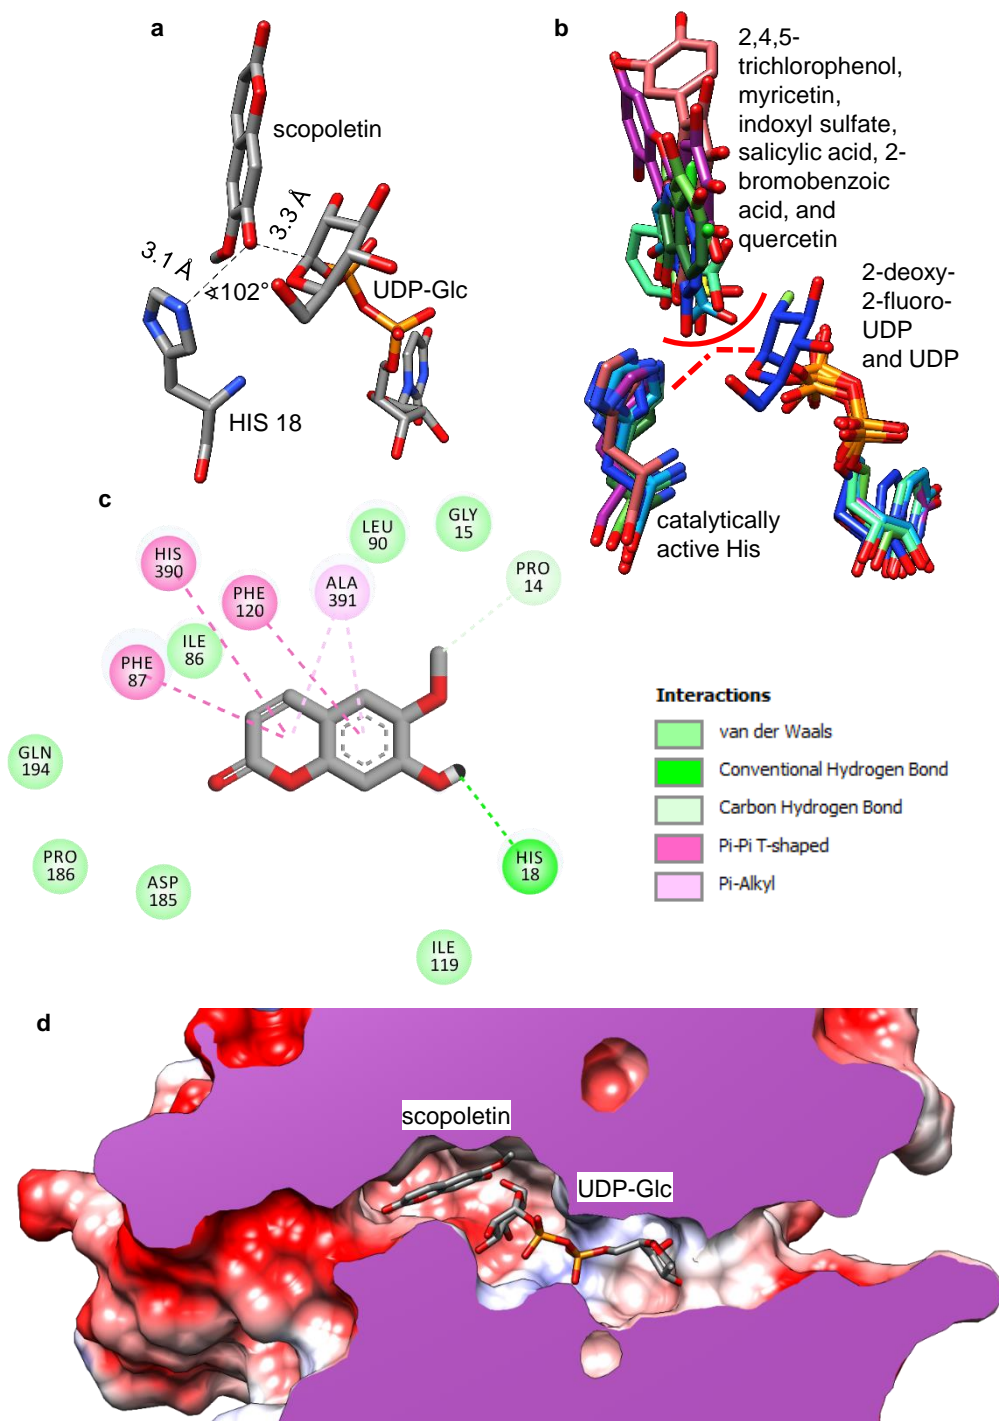 a
scopoletin
3.1 Å
3.3 Å
∢102°
UDP-Glc
HIS 18
b
2,4,5-
trichlorophenol,
myricetin,
indoxyl sulfate,
salicylic acid, 2-
bromobenzoic
acid, and
quercetin
2-deoxy-
2-fluoro-
UDP
and UDP
catalytically
active His
c
HIS
390
PHE
120
LEU
90
GLY
15
ALA
391
PRO
14
ILE
86
PHE
87
GLN
194
PRO
186
ASP
185
HIS
18
ILE
119
Interactions
van der Waals
Conventional Hydrogen Bond
Carbon Hydrogen Bond
Pi-Pi T-shaped
Pi-Alkyl
d
scopoletin
UDP-Glc